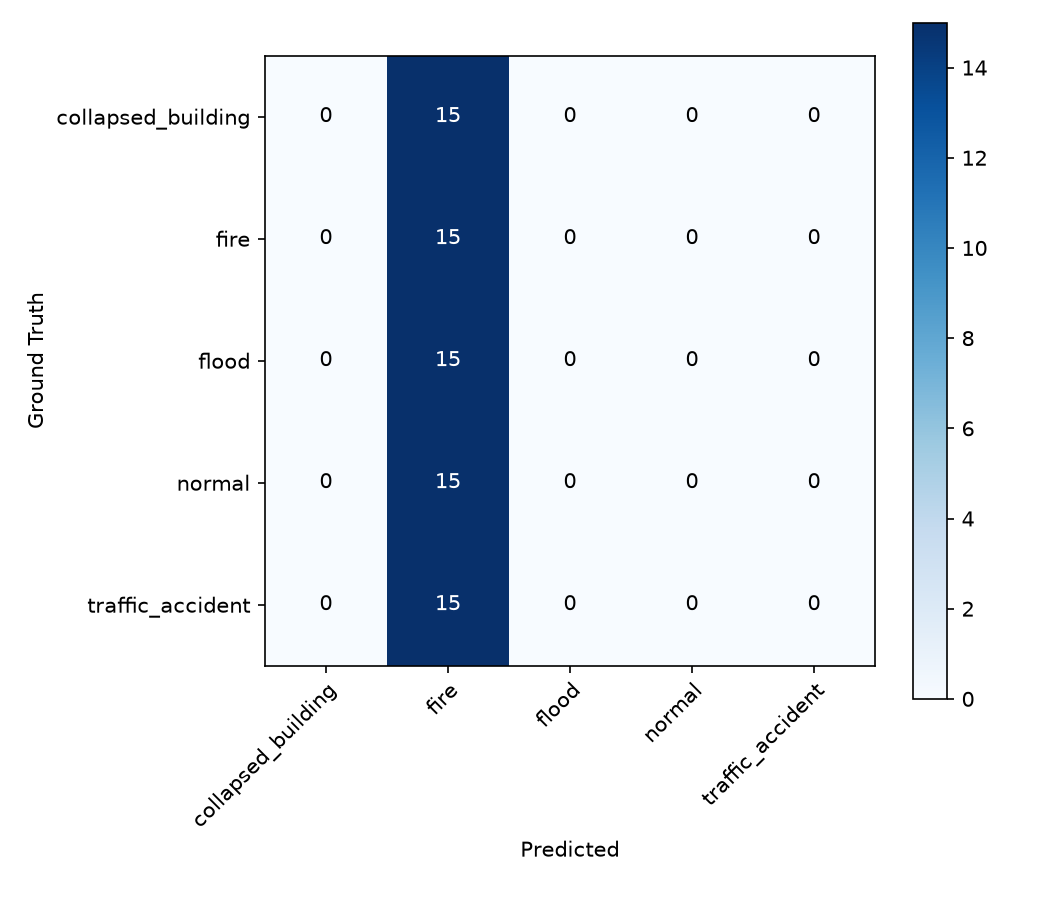 collapsed_building 0 15 0 0 0
fire 0 15 0 0 0
flood 0 15 0 0 0
normal 0 15 0 0 0
traffic_accident 0 15 0 0 0
Ground Truth
collapsed_building
fire
flood
normal
traffic_accident
Predicted
14
12
10
8
6
4
2
0